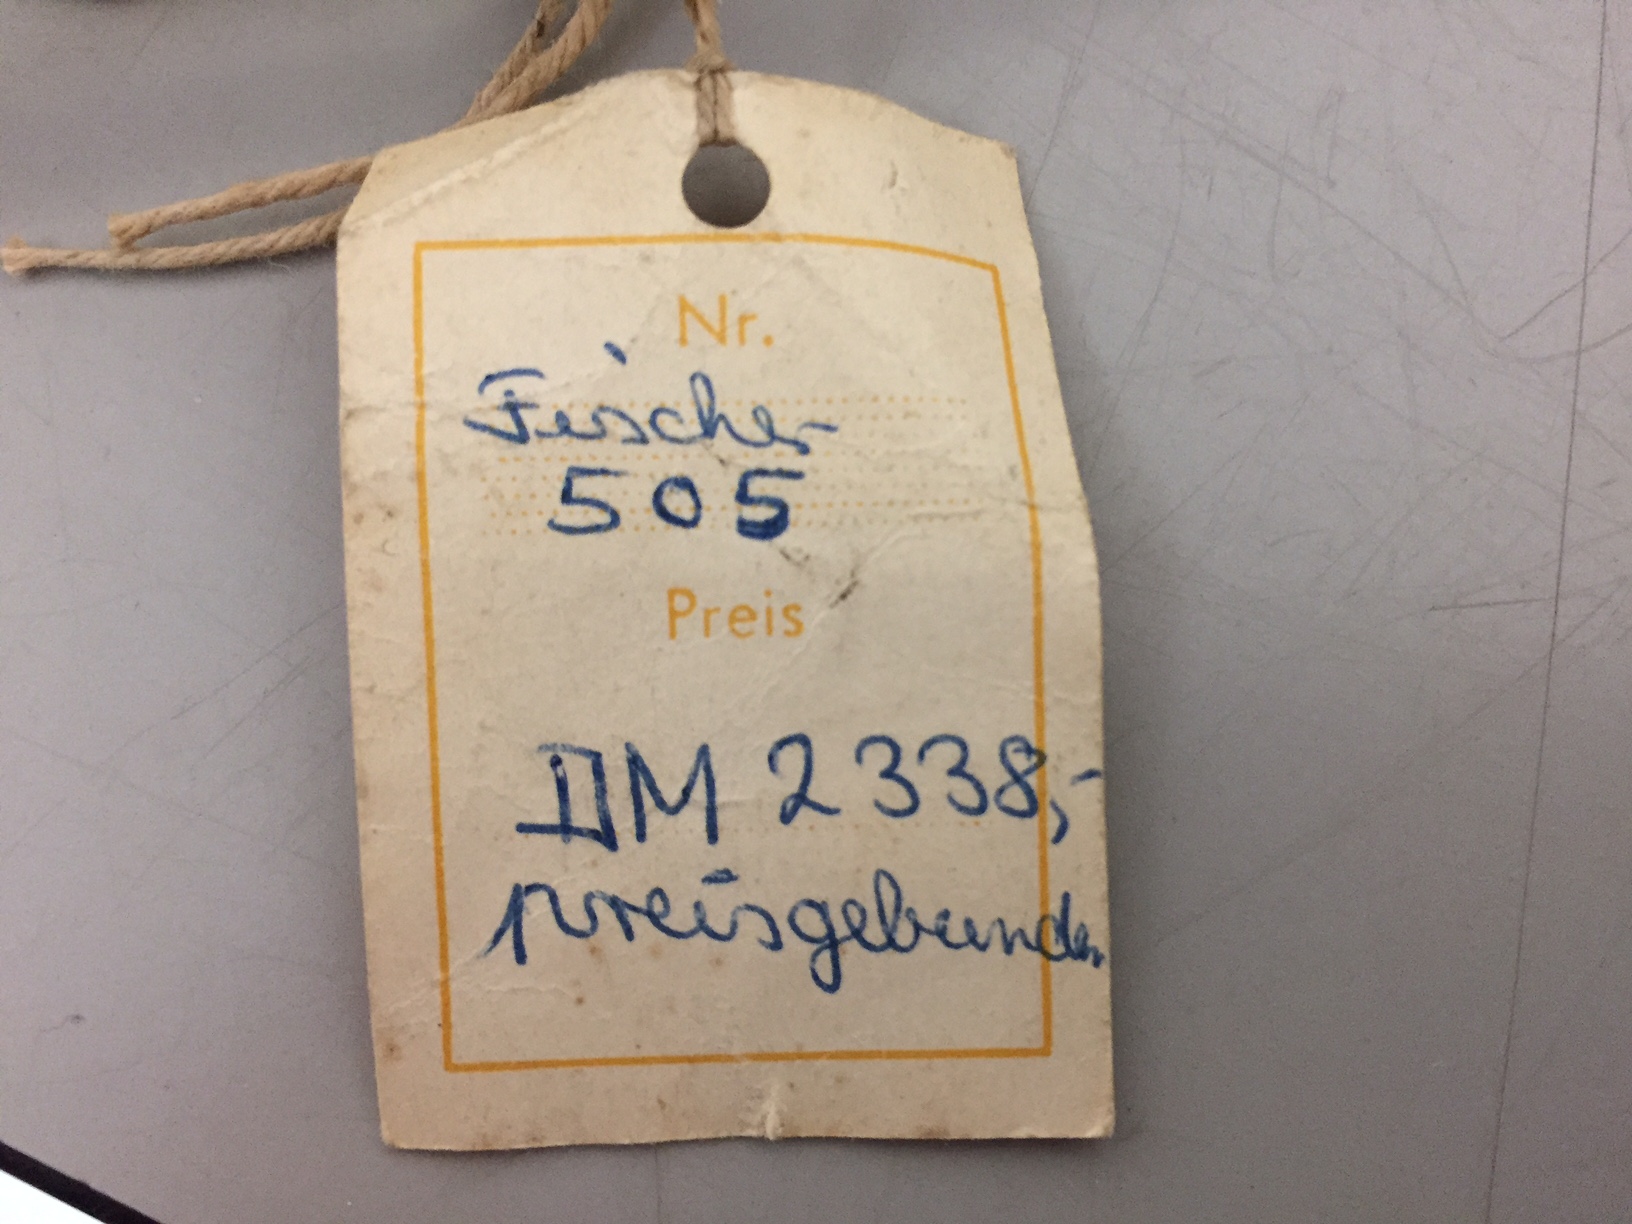 Nr.
Fischer
505
Preis
DM 2338,-
preisgebunden